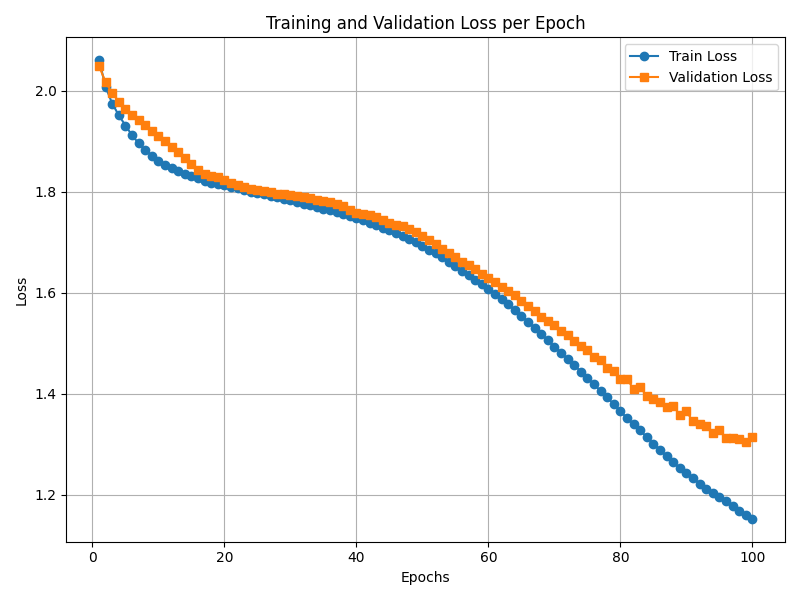 Training and Validation Loss per Epoch
Train Loss
Validation Loss
2.0
1.8
1.6
1.4
1.2
Loss
0
20
40
60
80
100
Epochs